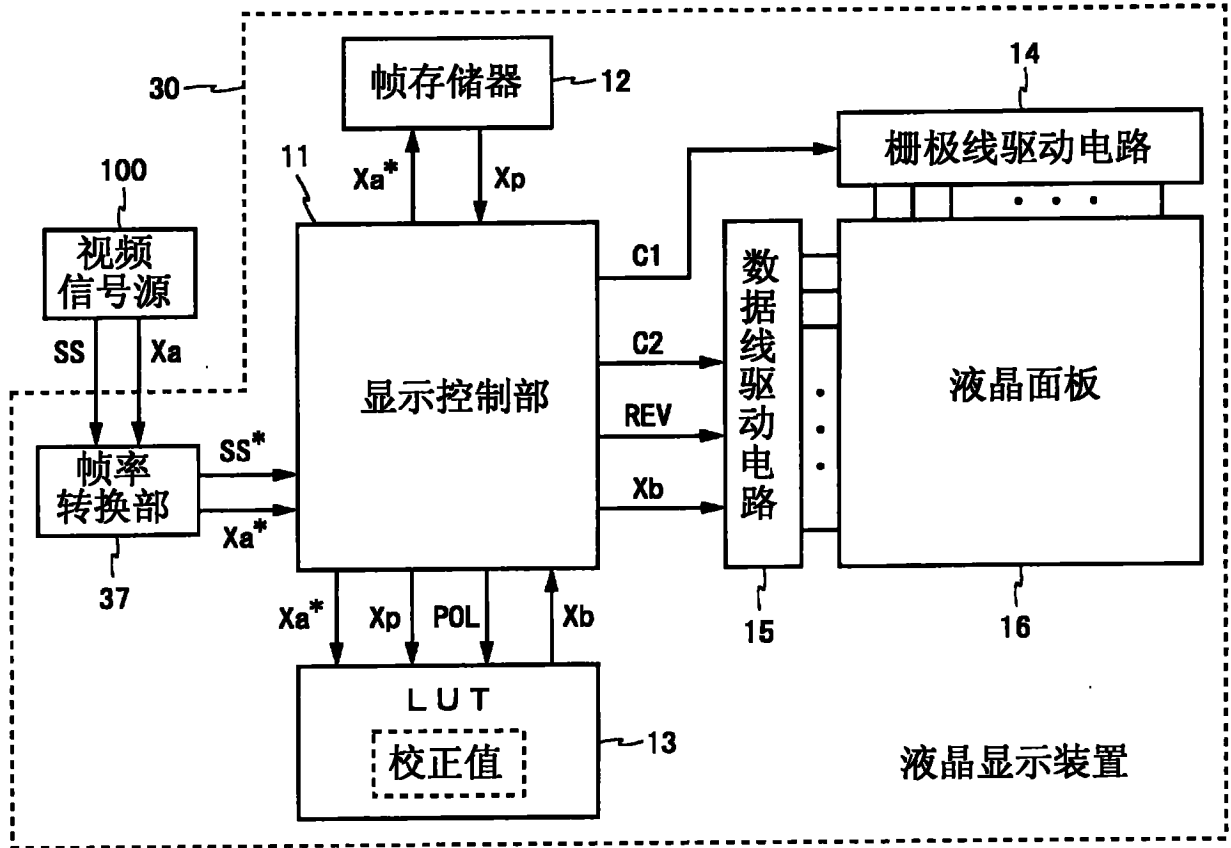 30
帧存储器
12
14
栅极线驱动电路
11
Xa*
Xp
100
视频
信号源
C1
数据线驱动电路
SS
Xa
C2
显示控制部
液晶面板
REV
帧率
转换部
SS*
Xa*
Xb
37
15
16
Xa*
Xp
POL
Xb
LUT
校正值
13
液晶显示装置